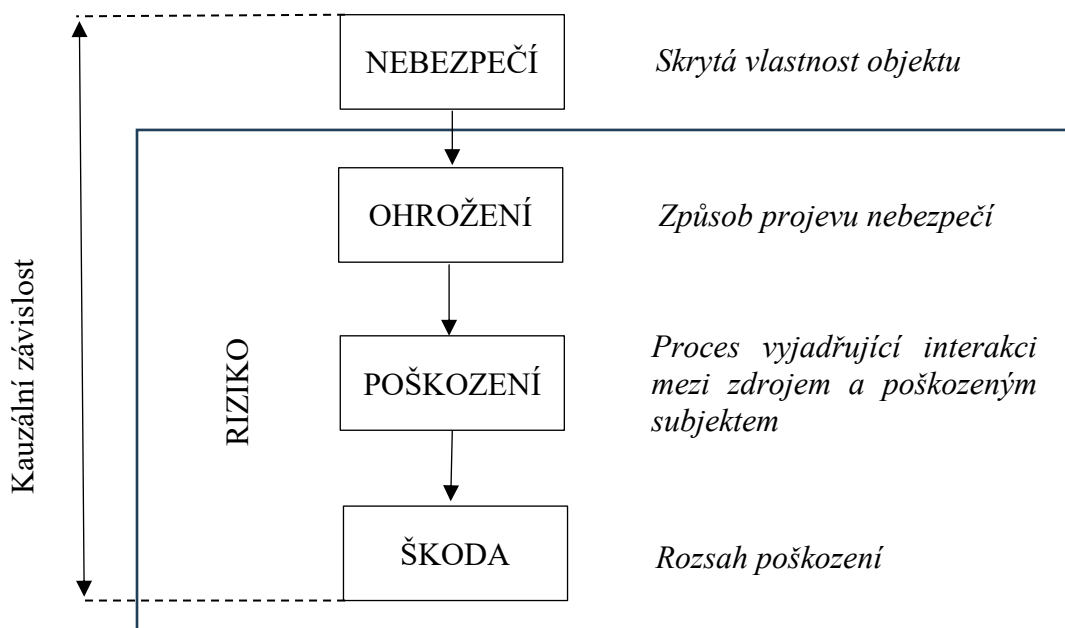 NEBEZPEČÍ
Skrytá vlastnost objektu
OHROŽENÍ
Způsob projevu nebezpečí
Kauzální závislost
RIZIKO
POŠKOZENÍ
Proces vyjadřující interakci
mezi zdrojem a poškozeným
subjektem
ŠKODA
Rozsah poškození